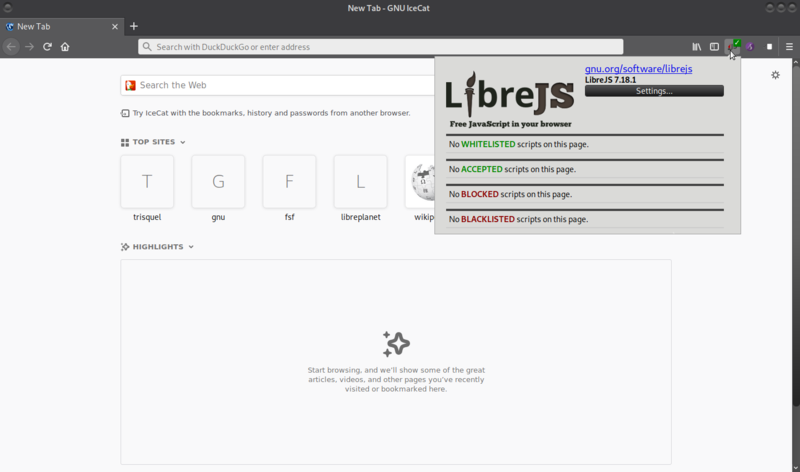 New Tab - GNU IceCat
New Tab
Search with DuckDuckGo or enter address
Search the Web
Try IceCat with the bookmarks, history and passwords from another browser.
TOP SITES
T
G
F
L
trisquel
gnu
fsf
libreplanet
HIGHLIGHTS
Start browsing, and we'll show some of the great
articles, videos, and other pages you've recently
visited or bookmarked here.
LibreJS
Free JavaScript in your browser
gnu.org/software/librejs
LibreJS 7.18.1
Settings...
No WHITELISTED scripts on this page.
No ACCEPTED scripts on this page.
No BLOCKED scripts on this page.
No BLACKLISTED scripts on this page.